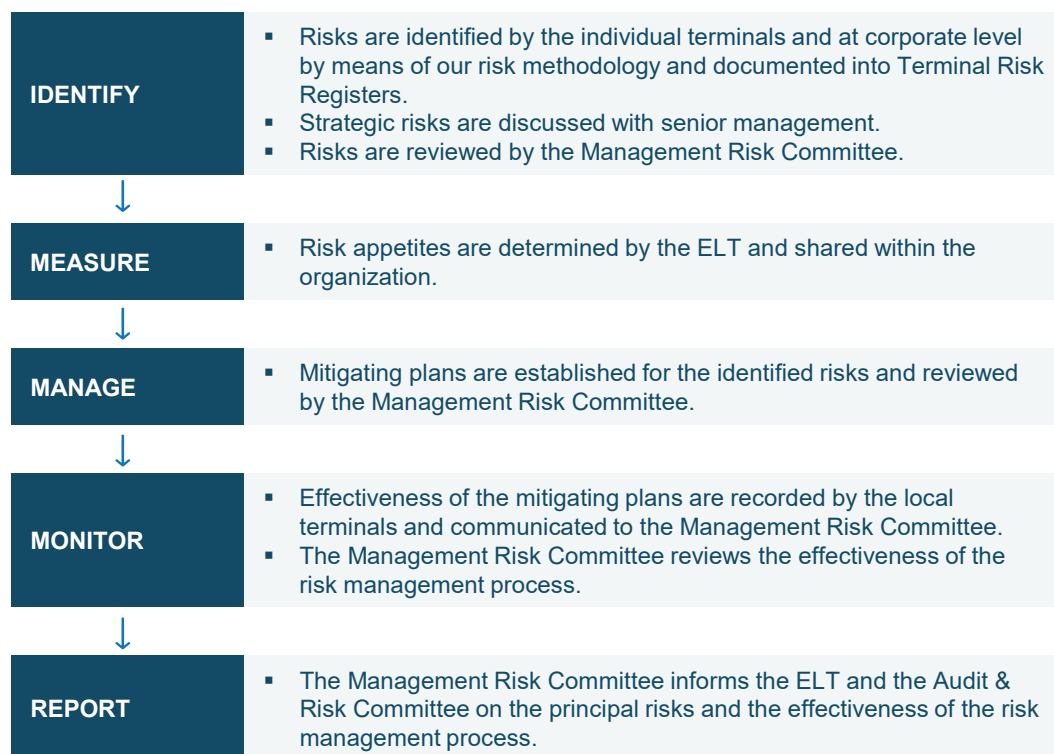 IDENTIFY
▪ Risks are identified by the individual terminals and at corporate level
by means of our risk methodology and documented into Terminal Risk
Registers.
▪ Strategic risks are discussed with senior management.
▪ Risks are reviewed by the Management Risk Committee.
↓
MEASURE
▪ Risk appetites are determined by the ELT and shared within the
organization.
↓
MANAGE
▪ Mitigating plans are established for the identified risks and reviewed
by the Management Risk Committee.
↓
MONITOR
▪ Effectiveness of the mitigating plans are recorded by the local
terminals and communicated to the Management Risk Committee.
▪ The Management Risk Committee reviews the effectiveness of the
risk management process.
↓
REPORT
▪ The Management Risk Committee informs the ELT and the Audit &
Risk Committee on the principal risks and the effectiveness of the risk
management process.